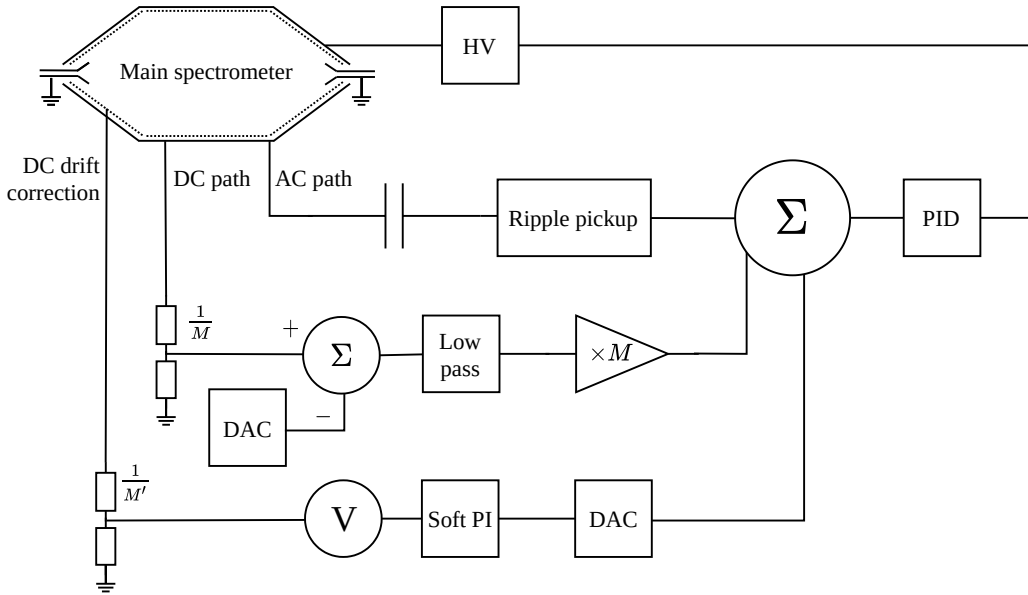 HV
Main spectrometer
DC drift
correction
DC path
AC path
Ripple pickup
Σ
PID
1/M
+
Σ
Low
pass
×M
−
DAC
1/M′
V
Soft PI
DAC